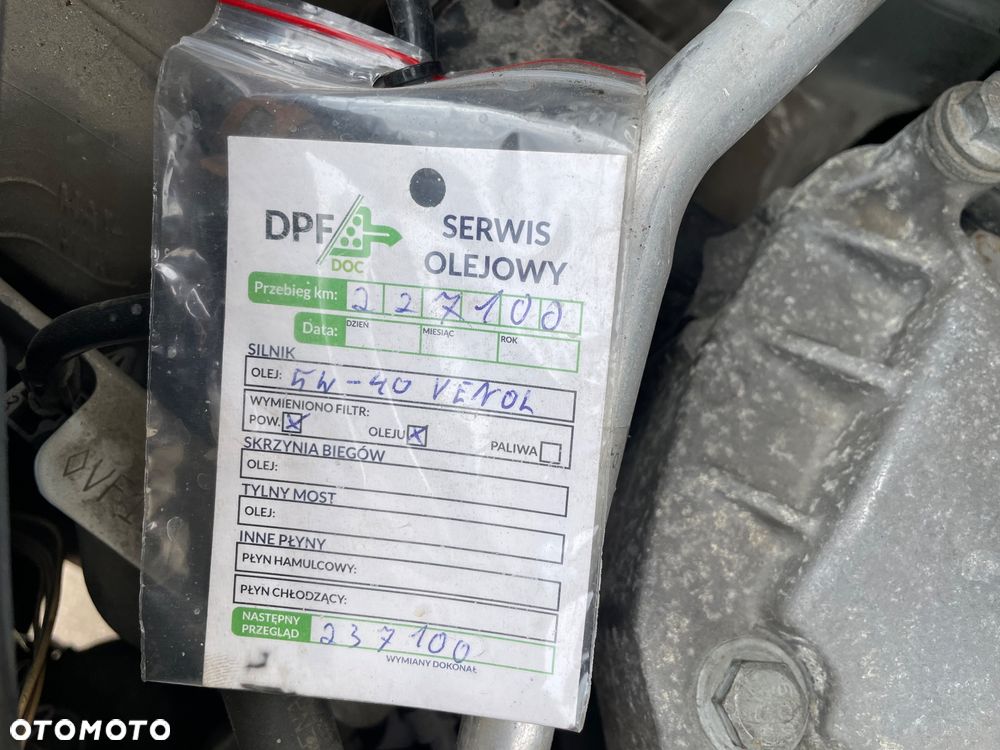 DPF DOC
SERWIS
OLEJOWY
Przebieg km: 227100
Data: DZIEŃ MIESIĄC ROK
SILNIK
OLEJ: 5W-40 VENOL
WYMIENIONO FILTR:
POW. OLEJU PALIWA
SKRZYNIA BIEGÓW
OLEJ:
TYLNY MOST
OLEJ:
INNE PŁYNY
PŁYN HAMULCOWY:
PŁYN CHŁODZĄCY:
NASTĘPNY
PRZEGLĄD 237100
WYMIANY DOKONAŁ
OTOMOTO